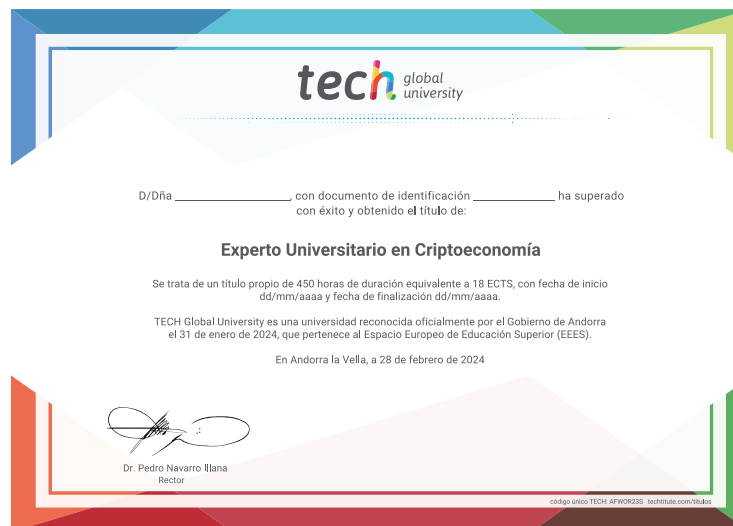 tech global
university
D/Dña ______________, con documento de identificación ____________ ha superado
con éxito y obtenido el título de:
Experto Universitario en Criptoeconomía
Se trata de un título propio de 450 horas de duración equivalente a 18 ECTS, con fecha de inicio
dd/mm/aaaa y fecha de finalización dd/mm/aaaa.
TECH Global University es una universidad reconocida oficialmente por el Gobierno de Andorra
el 31 de enero de 2024, que pertenece al Espacio Europeo de Educación Superior (EEES).
En Andorra la Vella, a 28 de febrero de 2024
Dr. Pedro Navarro Illana
Rector
código único TECH: AFWOR23S techtitute.com/titulos